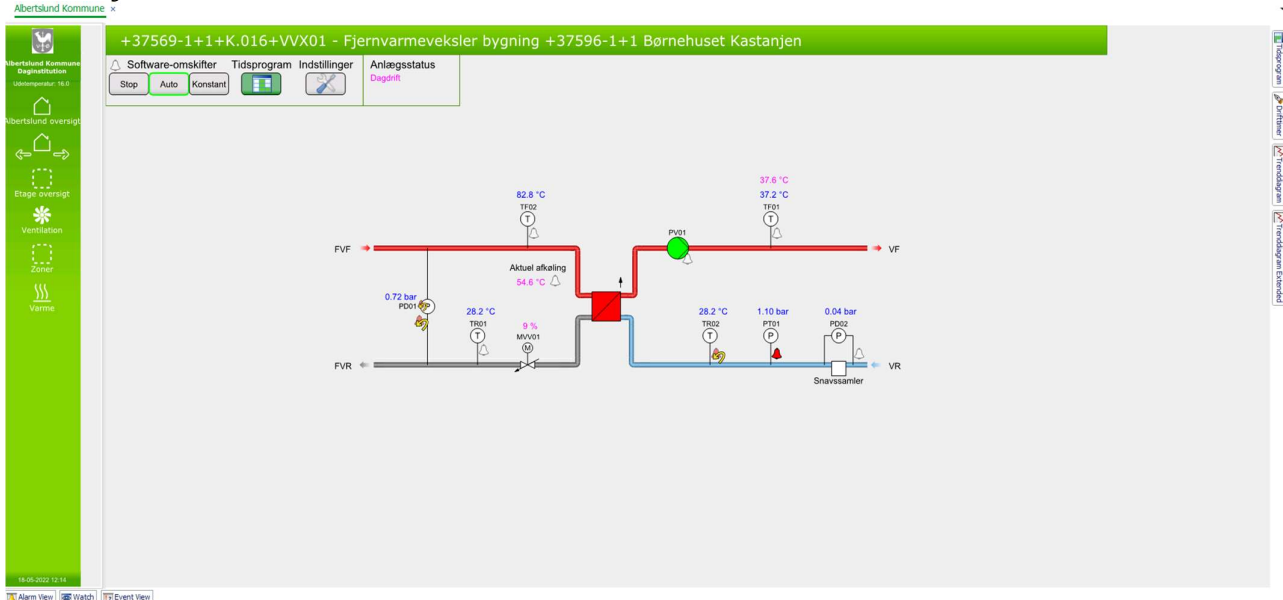 Albertslund Kommune ×
+37569-1+1+K.016+VVX01 - Fjernvarmeveksler bygning +37596-1+1 Børnehuset Kastanjen
Albertslund Kommune
Daginstitution
Udetemperatur: 16.0
Albertslund oversigt
Etage oversigt
Ventilation
Zoner
Varme
18-05-2022 12:14
Software-omskifter
Tidsprogram
Indstillinger
Anlægsstatus
Dagdrift
Stop
Auto
Konstant
82.8 °C
TF02
T
37.6 °C
37.2 °C
TF01
T
PV01
FVF
VF
Aktuel afkøling
54.6 °C
0.72 bar
PD01
P
28.2 °C
TR01
T
9 %
MVV01
M
28.2 °C
TR02
T
1.10 bar
PT01
P
0.04 bar
PD02
P
FVR
VR
Snavssamler
Tidsprogram
Drifttimer
Trenddiagram
Trenddiagram Extended
Alarm View
Watch
Event View